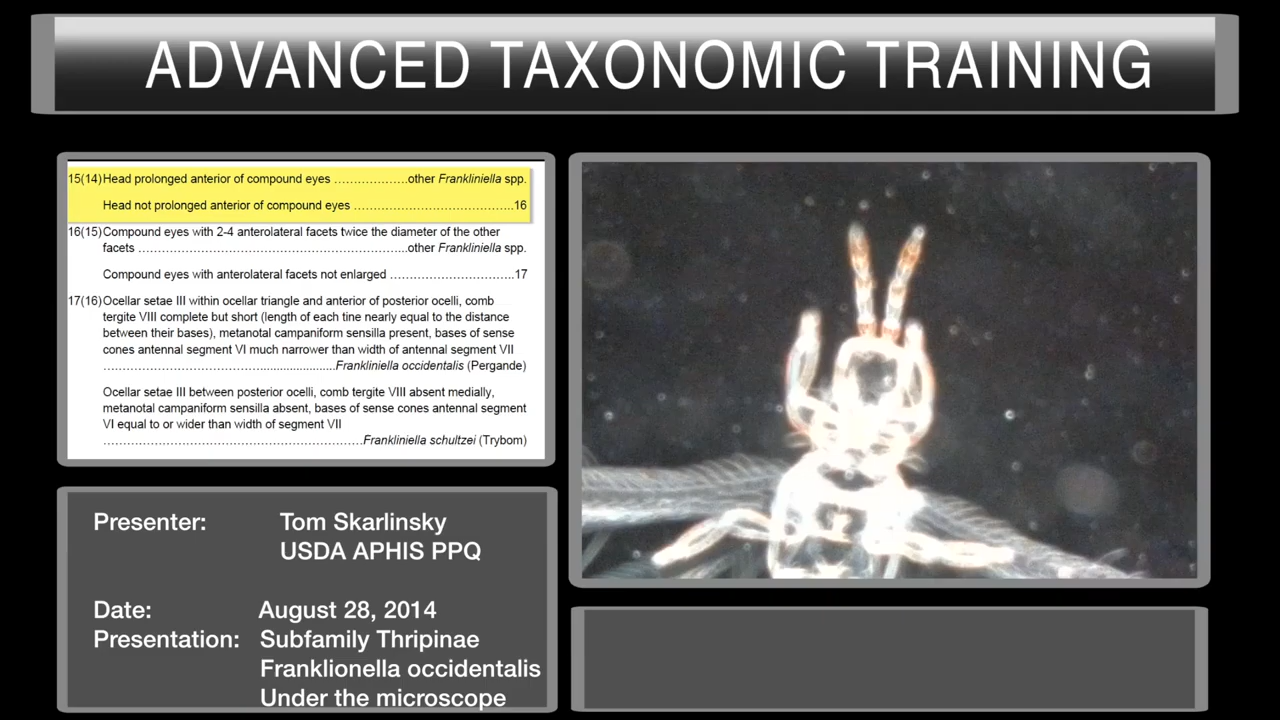 ADVANCED TAXONOMIC TRAINING
15(14)Head prolonged anterior of compound eyes ………………..other Frankliniella spp.
Head not prolonged anterior of compound eyes …………………………………..16
16(15)Compound eyes with 2-4 anterolateral facets twice the diameter of the other
facets …………………………………………………………..other Frankliniella spp.
Compound eyes with anterolateral facets not enlarged ………………………….17
17(16)Ocellar setae III within ocellar triangle and anterior of posterior ocelli, comb
tergite VIII complete but short (length of each tine nearly equal to the distance
between their bases), metanotal campaniform sensilla present, bases of sense
cones antennal segment VI much narrower than width of antennal segment VII
…………………………………......................Frankliniella occidentalis (Pergande)
Ocellar setae III between posterior ocelli, comb tergite VIII absent medially,
metanotal campaniform sensilla absent, bases of sense cones antennal segment
VI equal to or wider than width of segment VII
…………………………………………………………Frankliniella schultzei (Trybom)
Presenter: Tom Skarlinsky
USDA APHIS PPQ
Date: August 28, 2014
Presentation: Subfamily Thripinae
Franklionella occidentalis
Under the microscope